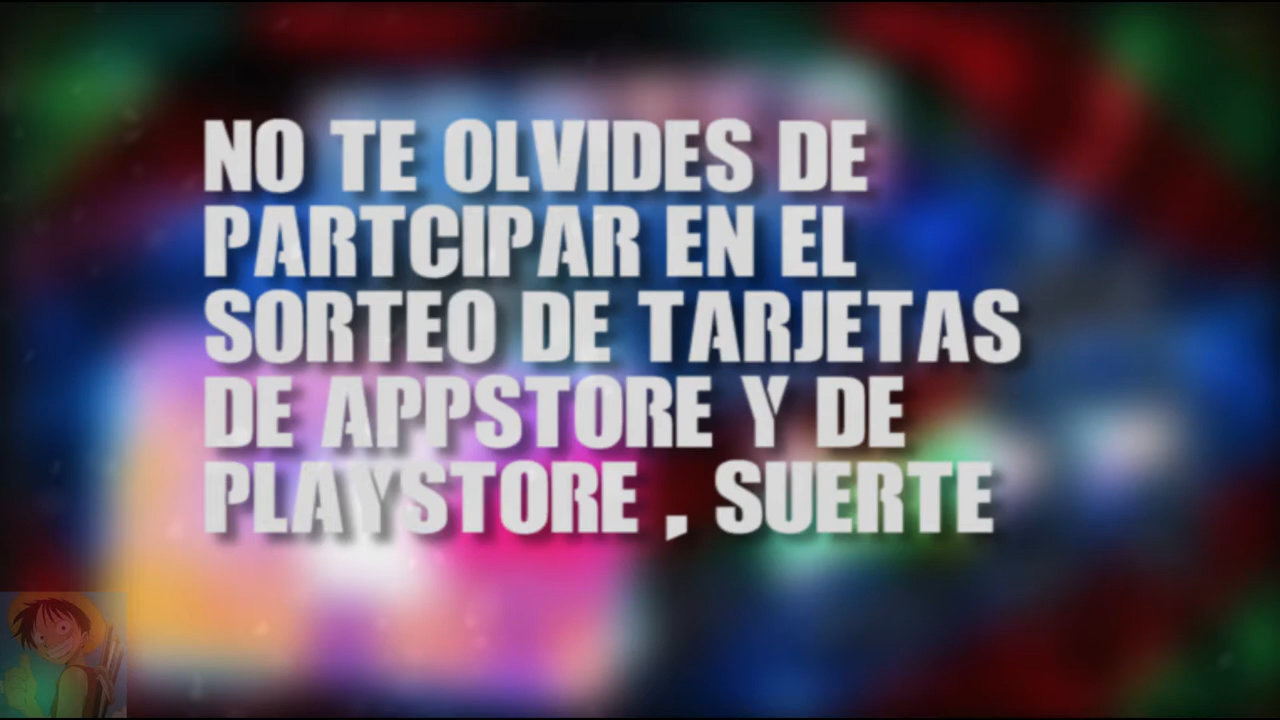 NO TE OLVIDES DE
PARTCIPAR EN EL
SORTEO DE TARJETAS
DE APPSTORE Y DE
PLAYSTORE , SUERTE